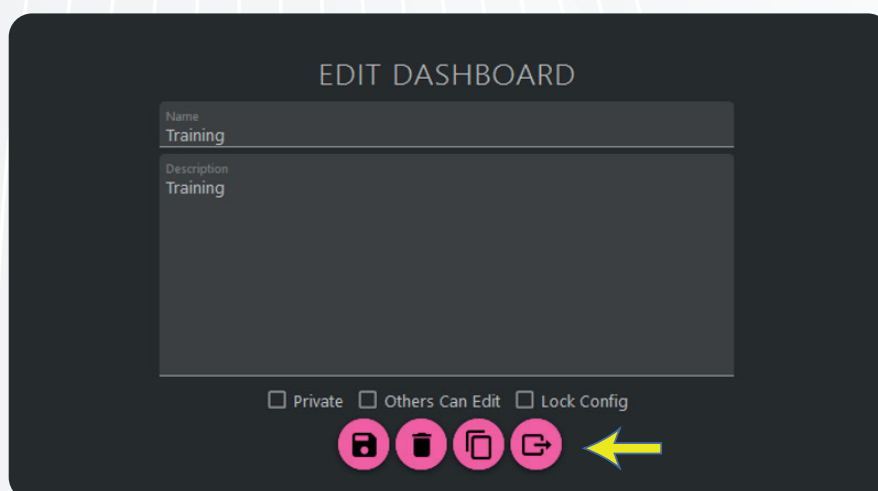 EDIT DASHBOARD
Name
Training
Description
Training
Private Others Can Edit Lock Config